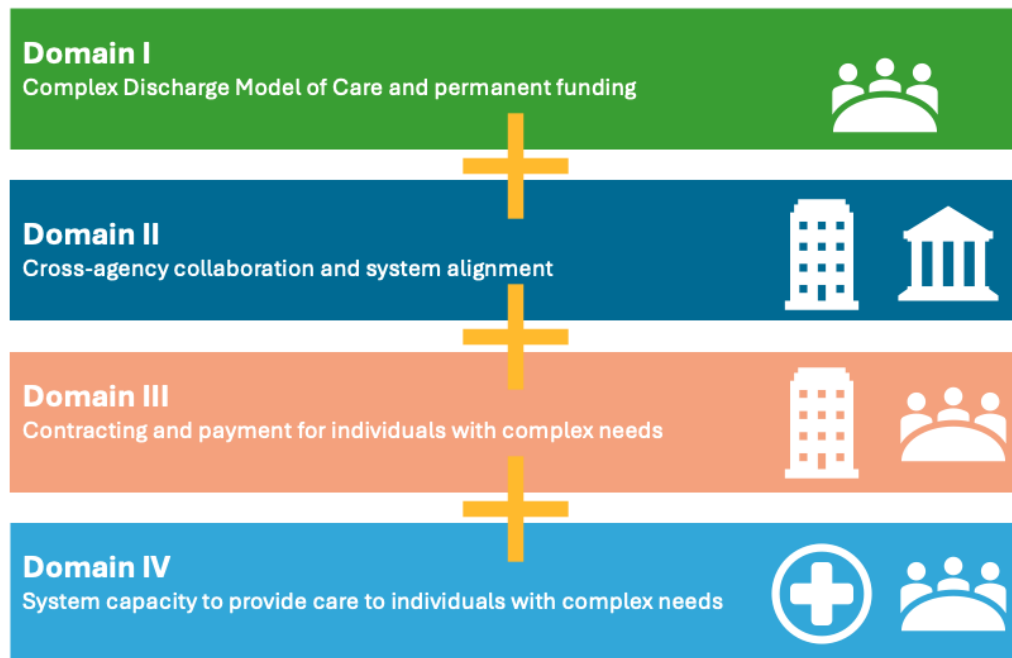 Domain I
Complex Discharge Model of Care and permanent funding
Domain II
Cross-agency collaboration and system alignment
Domain III
Contracting and payment for individuals with complex needs
Domain IV
System capacity to provide care to individuals with complex needs